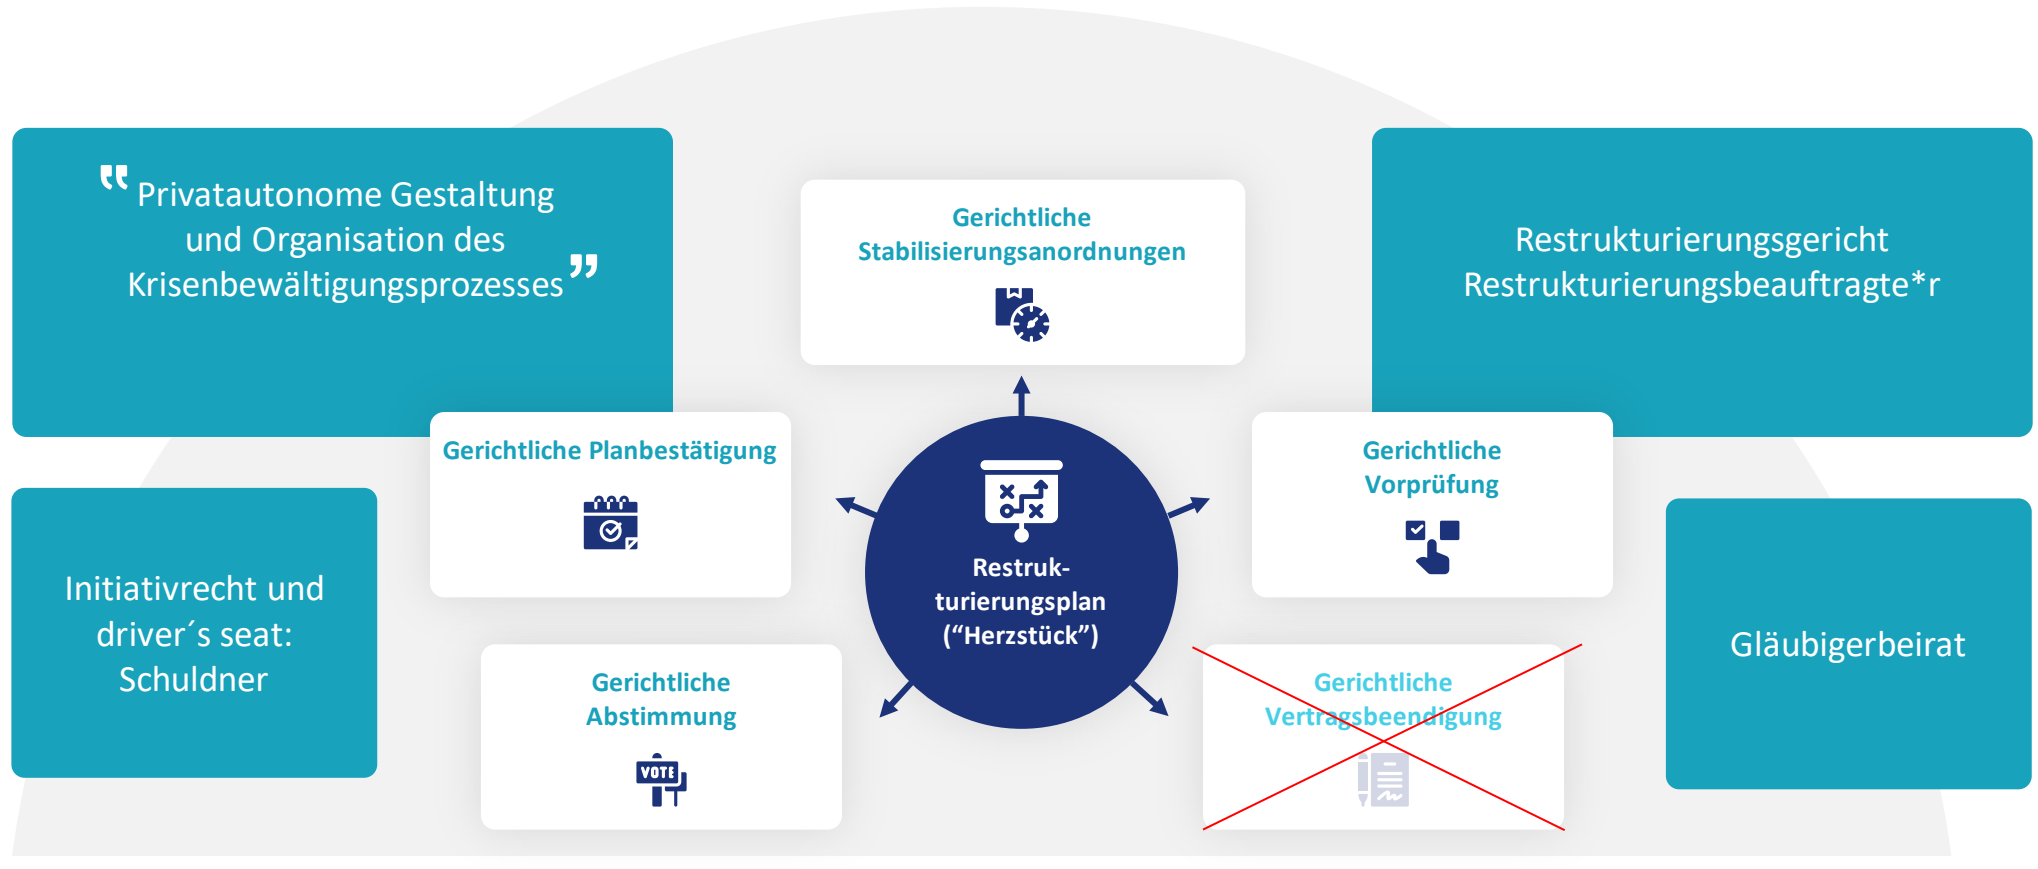 ❞ Privatautonome Gestaltung
und Organisation des
Krisenbewältigungsprozesses ❞
Gerichtliche
Stabilisierungsanordnungen
Restrukturierungsgericht
Restrukturierungsbeauftragte*r
Gerichtliche Planbestätigung
Gerichtliche
Vorprüfung
Initiativrecht und
driver´s seat:
Schuldner
Restruk-
turierungsplan
(“Herzstück”)
Gläubigerbeirat
Gerichtliche
Abstimmung
VOTE
Gerichtliche
Vertragsbeendigung